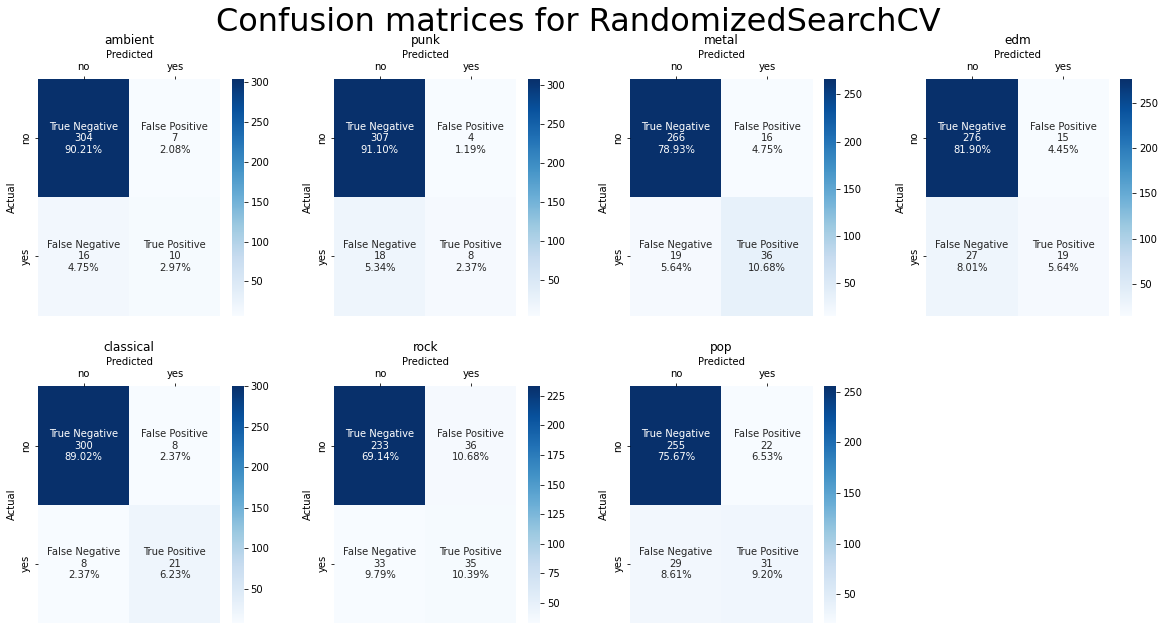 Confusion matrices for RandomizedSearchCV
ambient
Predicted
no yes
Actual
no
yes
True Negative
304
90.21%
False Positive
7
2.08%
False Negative
16
4.75%
True Positive
10
2.97%
300
250
200
150
100
50
punk
Predicted
no yes
Actual
no
yes
True Negative
307
91.10%
False Positive
4
1.19%
False Negative
18
5.34%
True Positive
8
2.37%
300
250
200
150
100
50
metal
Predicted
no yes
Actual
no
yes
True Negative
266
78.93%
False Positive
16
4.75%
False Negative
19
5.64%
True Positive
36
10.68%
250
200
150
100
50
edm
Predicted
no yes
Actual
no
yes
True Negative
276
81.90%
False Positive
15
4.45%
False Negative
27
8.01%
True Positive
19
5.64%
250
200
150
100
50
classical
Predicted
no yes
Actual
no
yes
True Negative
300
89.02%
False Positive
8
2.37%
False Negative
8
2.37%
True Positive
21
6.23%
300
250
200
150
100
50
rock
Predicted
no yes
Actual
no
yes
True Negative
233
69.14%
False Positive
36
10.68%
False Negative
33
9.79%
True Positive
35
10.39%
225
200
175
150
125
100
75
50
pop
Predicted
no yes
Actual
no
yes
True Negative
255
75.67%
False Positive
22
6.53%
False Negative
29
8.61%
True Positive
31
9.20%
250
200
150
100
50